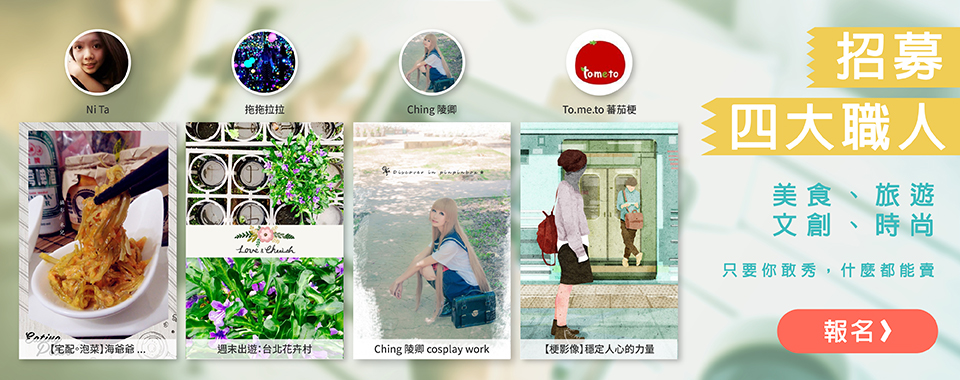 Ni Ta
拖拖拉拉
Ching 陵卿
tometo
To.me.to 蕃茄梗
Love & Cherish
Discover in pinpinbox
【宅配-泡菜】海爺爺 ...
週末出遊：台北花卉村
Ching 陵卿 cosplay work
【梗影像】穩定人心的力量
招募
四大職人
美食、旅遊
文創、時尚
只要你敢秀，什麼都能賣
報名❯